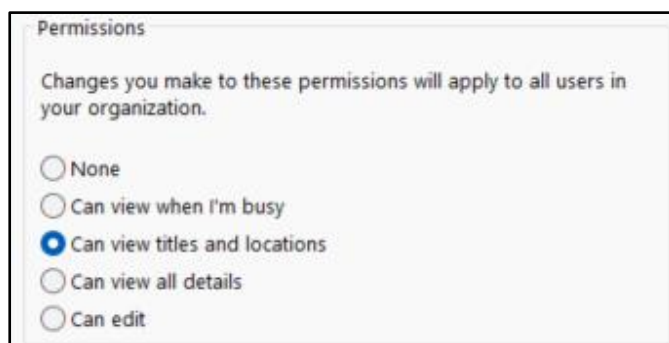 Permissions
Changes you make to these permissions will apply to all users in
your organization.
None
Can view when I'm busy
Can view titles and locations
Can view all details
Can edit